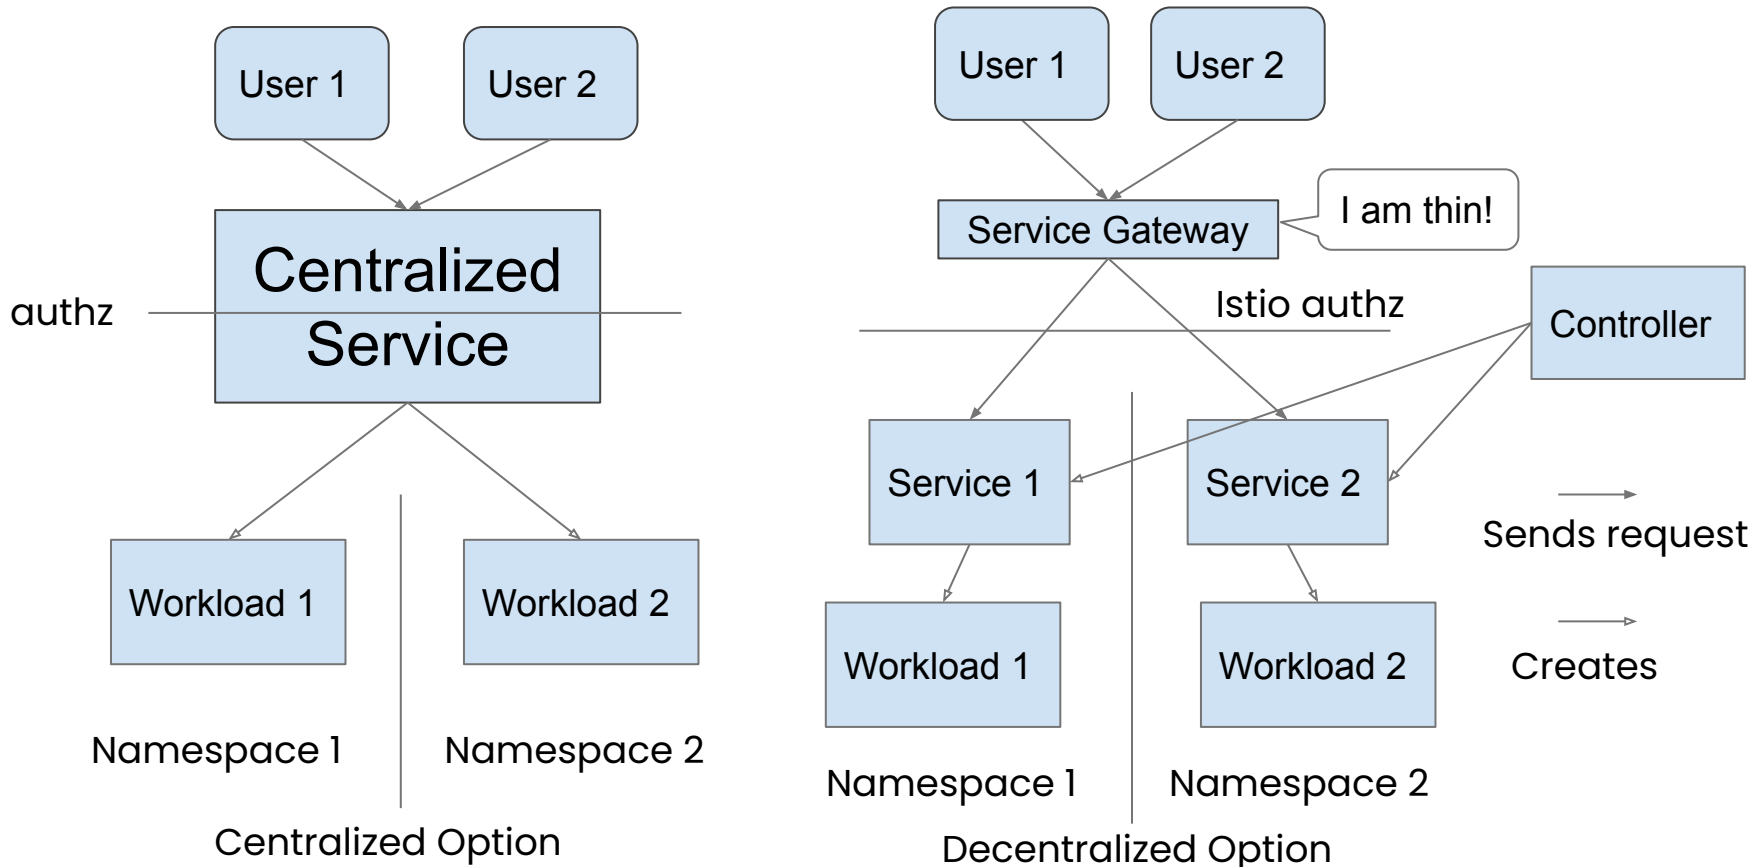 User 1
User 2
Centralized
Service
authz
Workload 1
Workload 2
Namespace 1
Namespace 2
Centralized Option
User 1
User 2
Service Gateway
I am thin!
Istio authz
Controller
Service 1
Service 2
Workload 1
Workload 2
Namespace 1
Namespace 2
Decentralized Option
Sends request
Creates